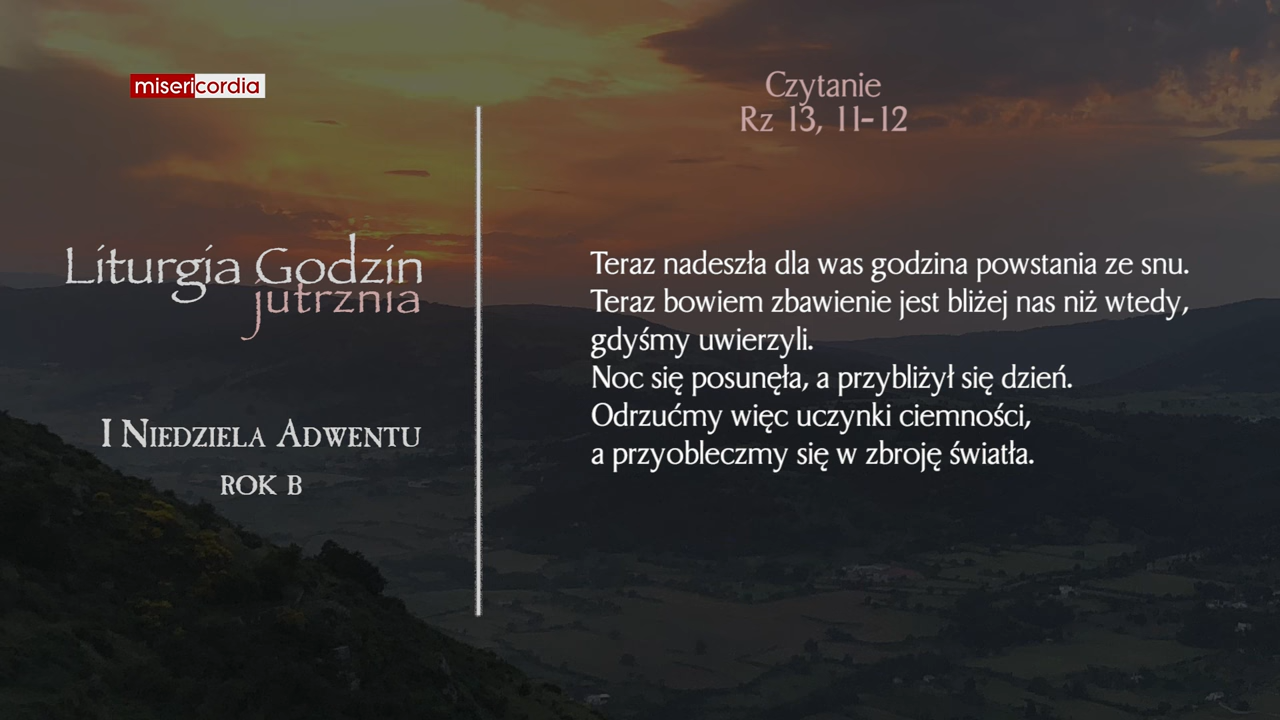 misericordia
Liturgia Godzin
jutrznia
I Niedziela Adwentu
rok B
Czytanie
Rz 13, 11-12
Teraz nadeszła dla was godzina powstania ze snu.
Teraz bowiem zbawienie jest bliżej nas niż wtedy,
gdyśmy uwierzyli.
Noc się posunęła, a przybliżył się dzień.
Odrzućmy więc uczynki ciemności,
a przyobleczmy się w zbroję światła.